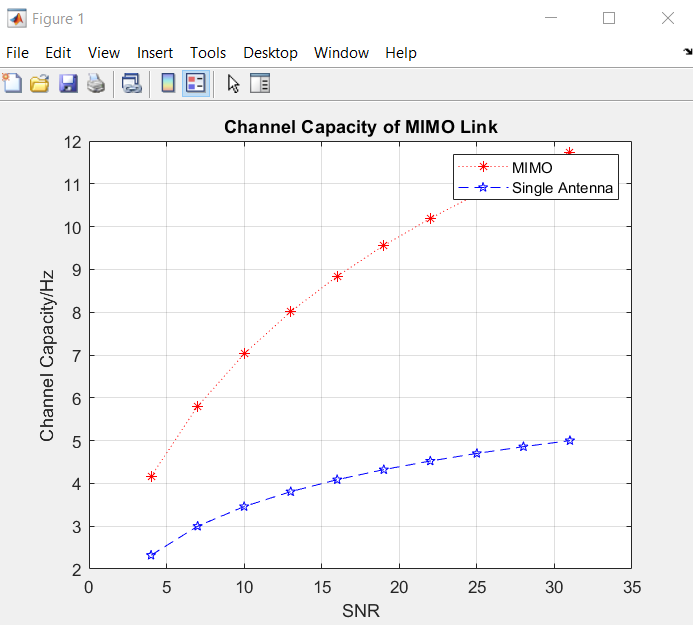 Figure 1
File Edit View Insert Tools Desktop Window Help
Channel Capacity of MIMO Link
12
11
10
9
8
7
6
5
4
3
2
Channel Capacity/Hz
MIMO
Single Antenna
0 5 10 15 20 25 30 35
SNR